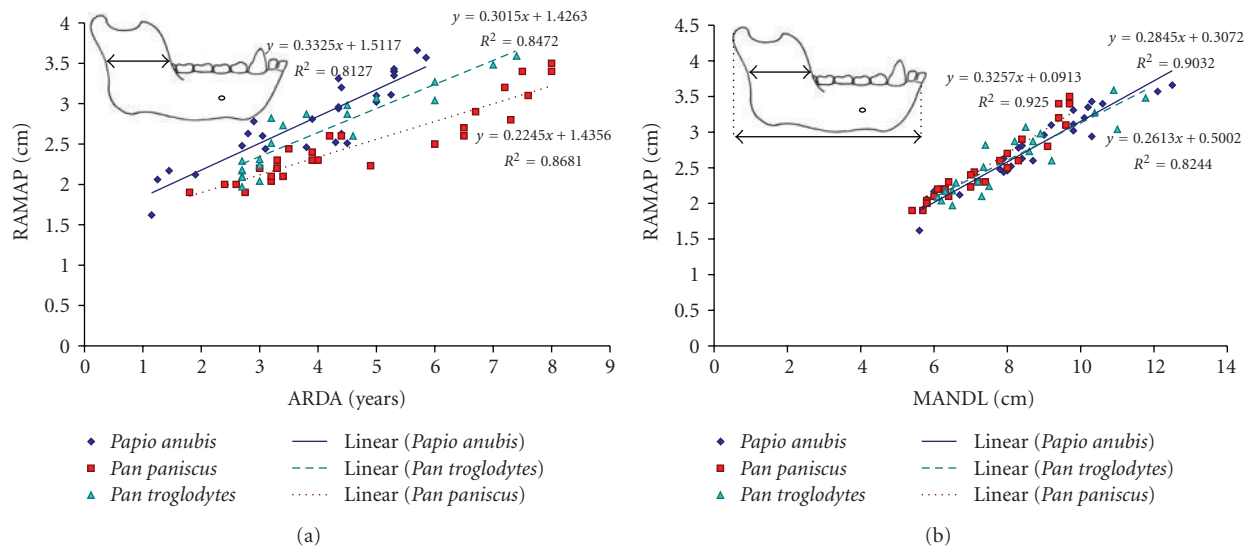 4
3.5
3
2.5
2
1.5
1
0.5
0
RAMAP (cm)
y = 0.3325x + 1.5117
R² = 0.8127
y = 0.3015x + 1.4263
R² = 0.8472
y = 0.2245x + 1.4356
R² = 0.8681
0 1 2 3 4 5 6 7 8 9
ARDA (years)
Papio anubis
Pan paniscus
Pan troglodytes
Linear (Papio anubis)
Linear (Pan troglodytes)
Linear (Pan paniscus)
(a)
4.5
4
3.5
3
2.5
2
1.5
1
0.5
0
RAMAP (cm)
y = 0.3257x + 0.0913
R² = 0.925
y = 0.2845x + 0.3072
R² = 0.9032
y = 0.2613x + 0.5002
R² = 0.8244
0 2 4 6 8 10 12 14
MANDL (cm)
Papio anubis
Pan paniscus
Pan troglodytes
Linear (Papio anubis)
Linear (Pan troglodytes)
Linear (Pan paniscus)
(b)